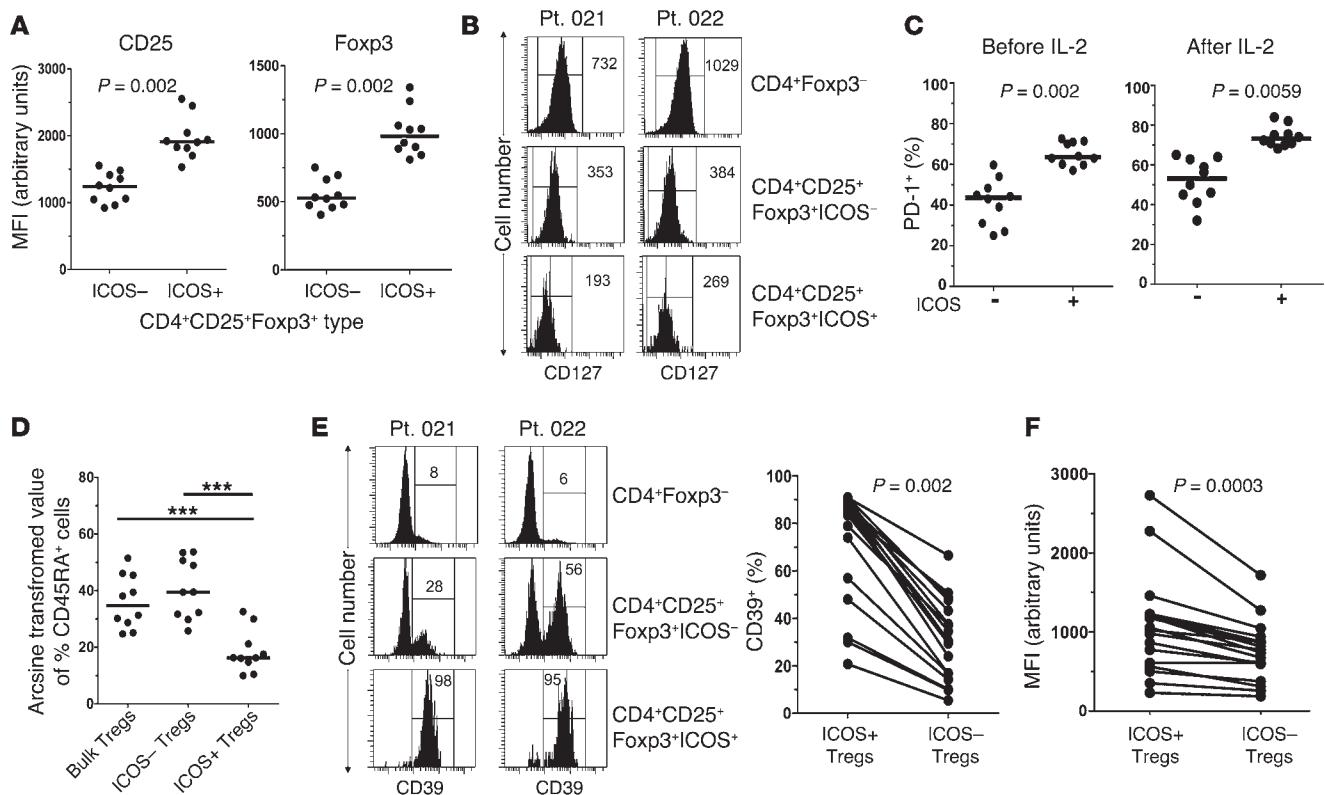 A
CD25
Foxp3
MFI (arbitrary units)
3000
2000
1000
0
P = 0.002
ICOS–
ICOS+
1500
1000
500
0
P = 0.002
ICOS–
ICOS+
CD4⁺CD25⁺Foxp3⁺ type
B
Pt. 021
Pt. 022
Cell number
732
1029
CD4⁺Foxp3⁻
353
384
CD4⁺CD25⁺
Foxp3⁺ICOS⁻
193
269
CD4⁺CD25⁺
Foxp3⁺ICOS⁺
CD127
CD127
C
Before IL-2
After IL-2
PD-1⁺ (%)
100
80
60
40
20
0
P = 0.002
ICOS
-
+
100
80
60
40
20
0
P = 0.0059
-
+
D
Arcsine transfromed value
of % CD45RA⁺ cells
80
60
40
20
0
***
***
Bulk Tregs
ICOS– Tregs
ICOS+ Tregs
E
Pt. 021
Pt. 022
Cell number
8
6
CD4⁺Foxp3⁻
28
56
CD4⁺CD25⁺
Foxp3⁺ICOS⁻
98
95
CD4⁺CD25⁺
Foxp3⁺ICOS⁺
CD39
CD39
CD39⁺ (%)
100
80
60
40
20
0
P = 0.002
ICOS+
Tregs
ICOS–
Tregs
F
MFI (arbitrary units)
3000
2000
1000
0
P = 0.0003
ICOS+
Tregs
ICOS–
Tregs